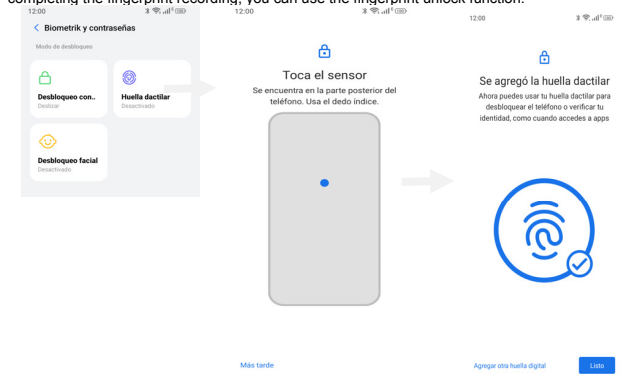 completing the fingerprint recording, you can use the fingerprint unlock function.
12:00
Biometrik y contraseñas
Modo de desbloqueo
Desbloqueo con..
Deslizar
Huella dactilar
Desactivado
Desbloqueo facial
Desactivado
12:00
Toca el sensor
Se encuentra en la parte posterior del
teléfono. Usa el dedo índice.
Más tarde
12:00
Se agregó la huella dactilar
Ahora puedes usar tu huella dactilar para
desbloquear el teléfono o verificar tu
identidad, como cuando accedes a apps
Agregar otra huella digital
Listo